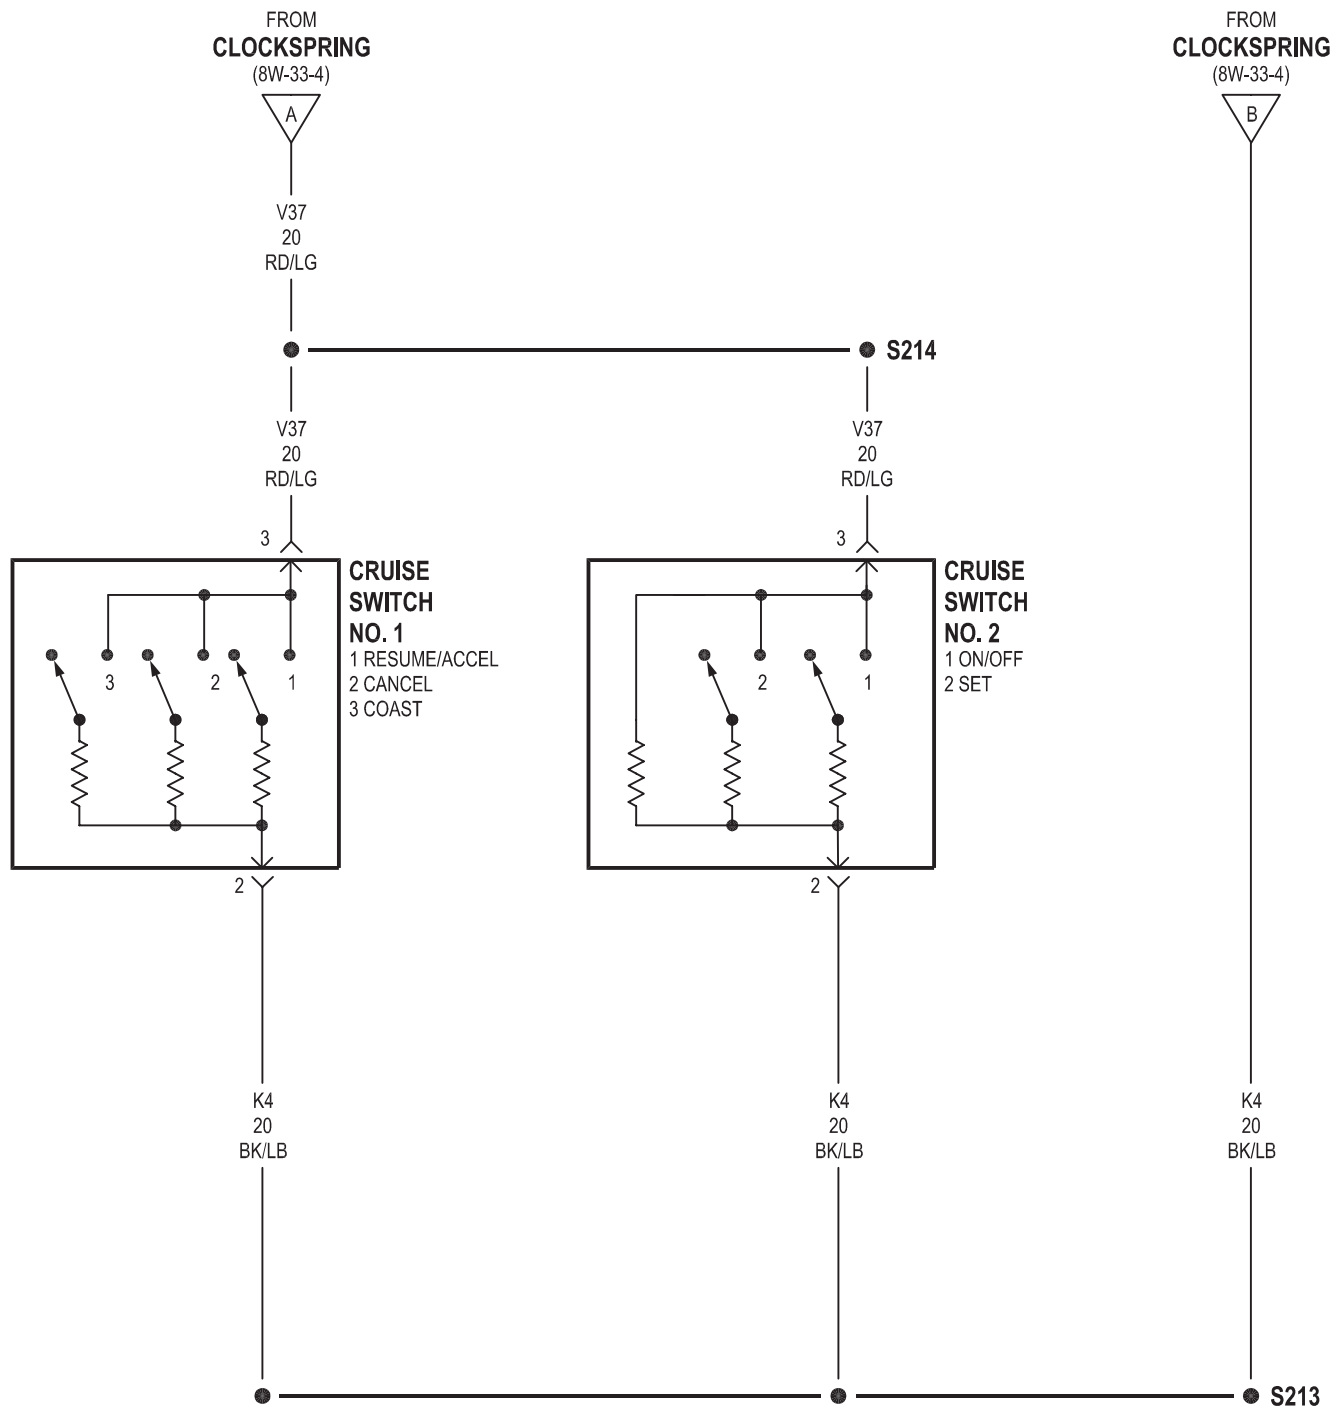 FROM
CLOCKSPRING
(8W-33-4)
A
FROM
CLOCKSPRING
(8W-33-4)
B
V37
20
RD/LG
S214
V37
20
RD/LG
V37
20
RD/LG
3
3
CRUISE
SWITCH
NO. 1
1 RESUME/ACCEL
2 CANCEL
3 COAST
3
2
1
CRUISE
SWITCH
NO. 2
1 ON/OFF
2 SET
2
1
2
2
K4
20
BK/LB
K4
20
BK/LB
K4
20
BK/LB
S213